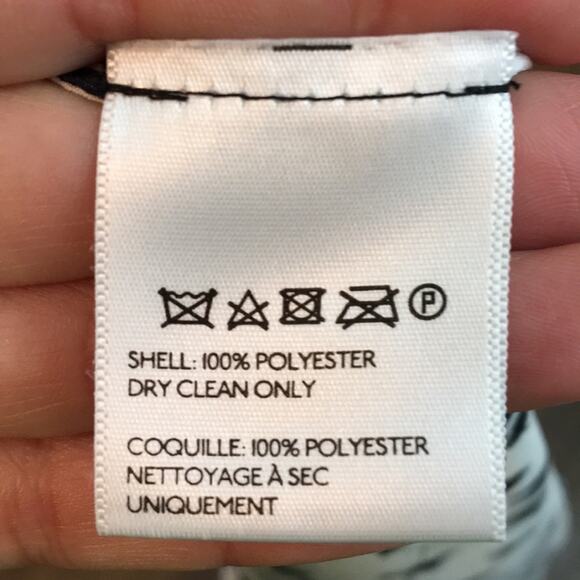 P
SHELL: 100% POLYESTER
DRY CLEAN ONLY
COQUILLE: 100% POLYESTER
NETTOYAGE À SEC
UNIQUEMENT